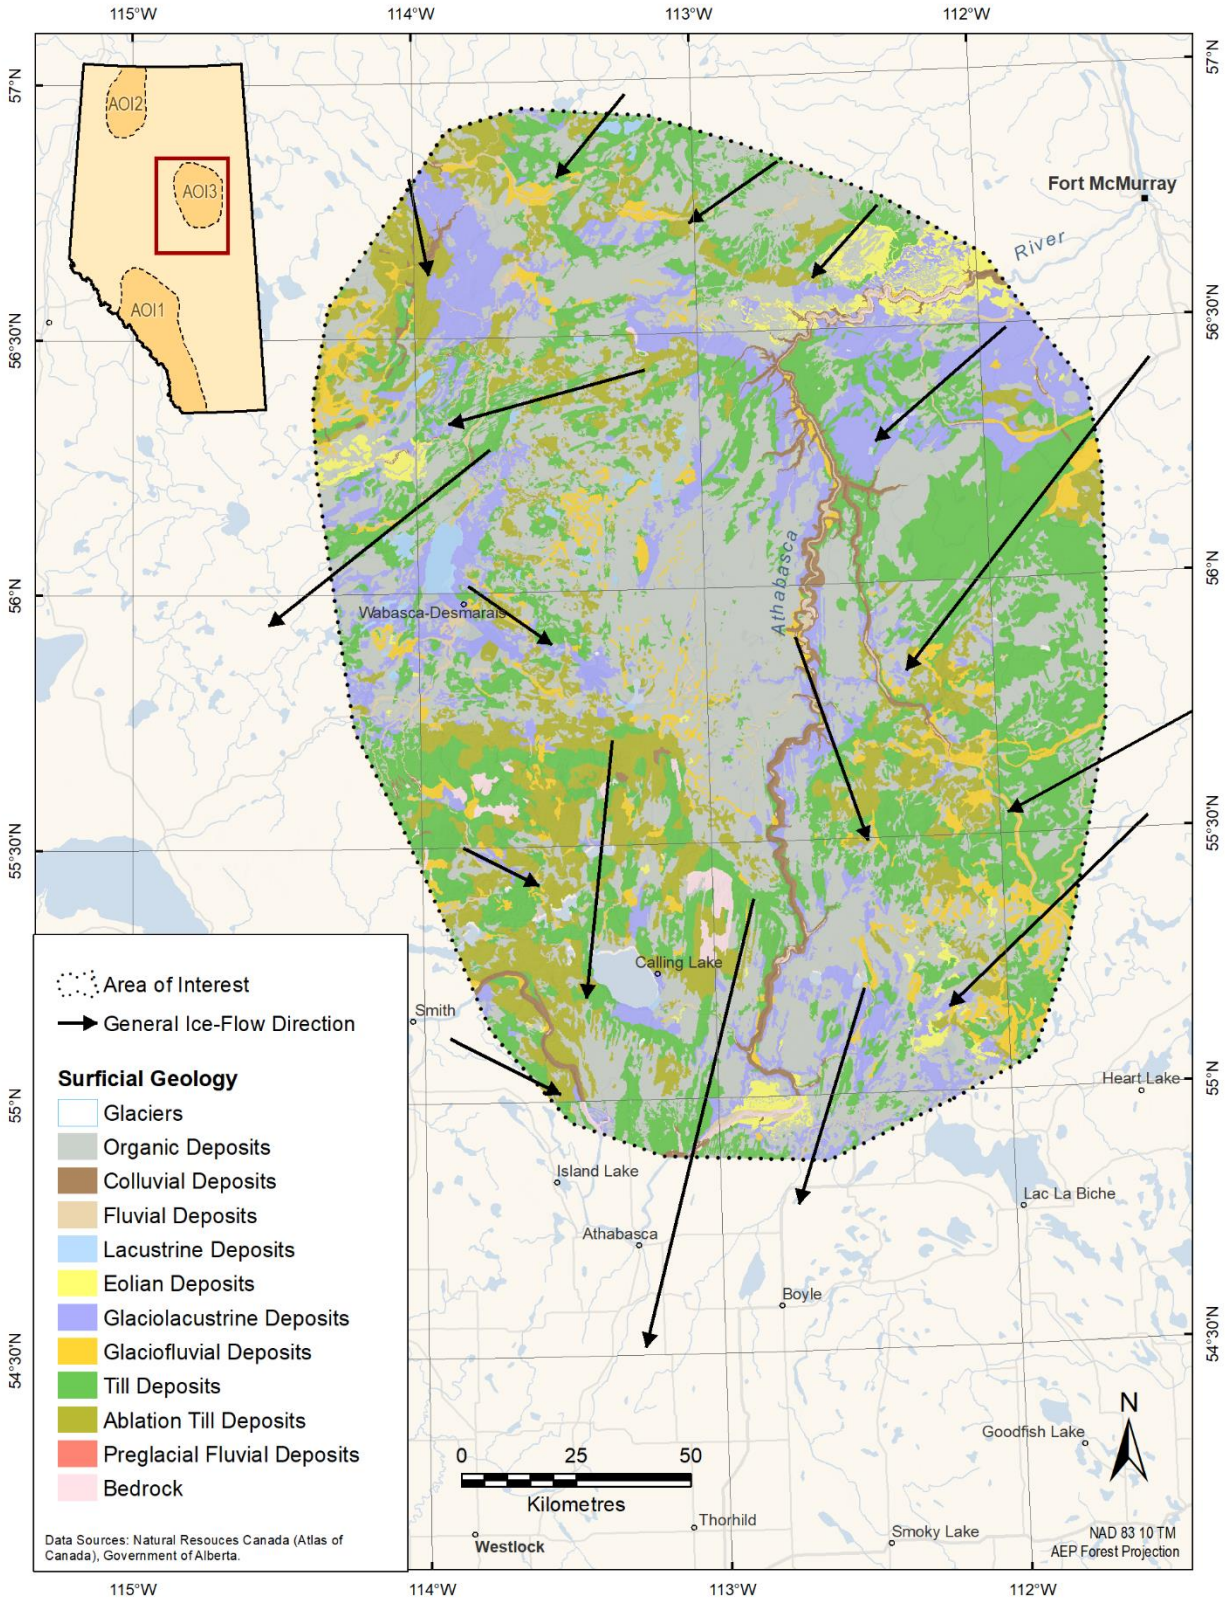 115°W 114°W 113°W 112°W
57°N 57°N
AOI2
AOI3
AOI1
Fort McMurray
River
56°30'N 56°30'N
Athabasca
56°N 56°N
Wabasca-Desmarais
55°30'N 55°30'N
Calling Lake
Smith
55°N 55°N
Heart Lake
Island Lake
Lac La Biche
Athabasca
Boyle
54°30'N 54°30'N
Goodfish Lake
Thorhild
Smoky Lake
Westlock
Area of Interest
General Ice-Flow Direction
Surficial Geology
Glaciers
Organic Deposits
Colluvial Deposits
Fluvial Deposits
Lacustrine Deposits
Eolian Deposits
Glaciolacustrine Deposits
Glaciofluvial Deposits
Till Deposits
Ablation Till Deposits
Preglacial Fluvial Deposits
Bedrock
Data Sources: Natural Resouces Canada (Atlas of
Canada), Government of Alberta.
0 25 50
Kilometres
N
NAD 83 10 TM
AEP Forest Projection
115°W 114°W 113°W 112°W